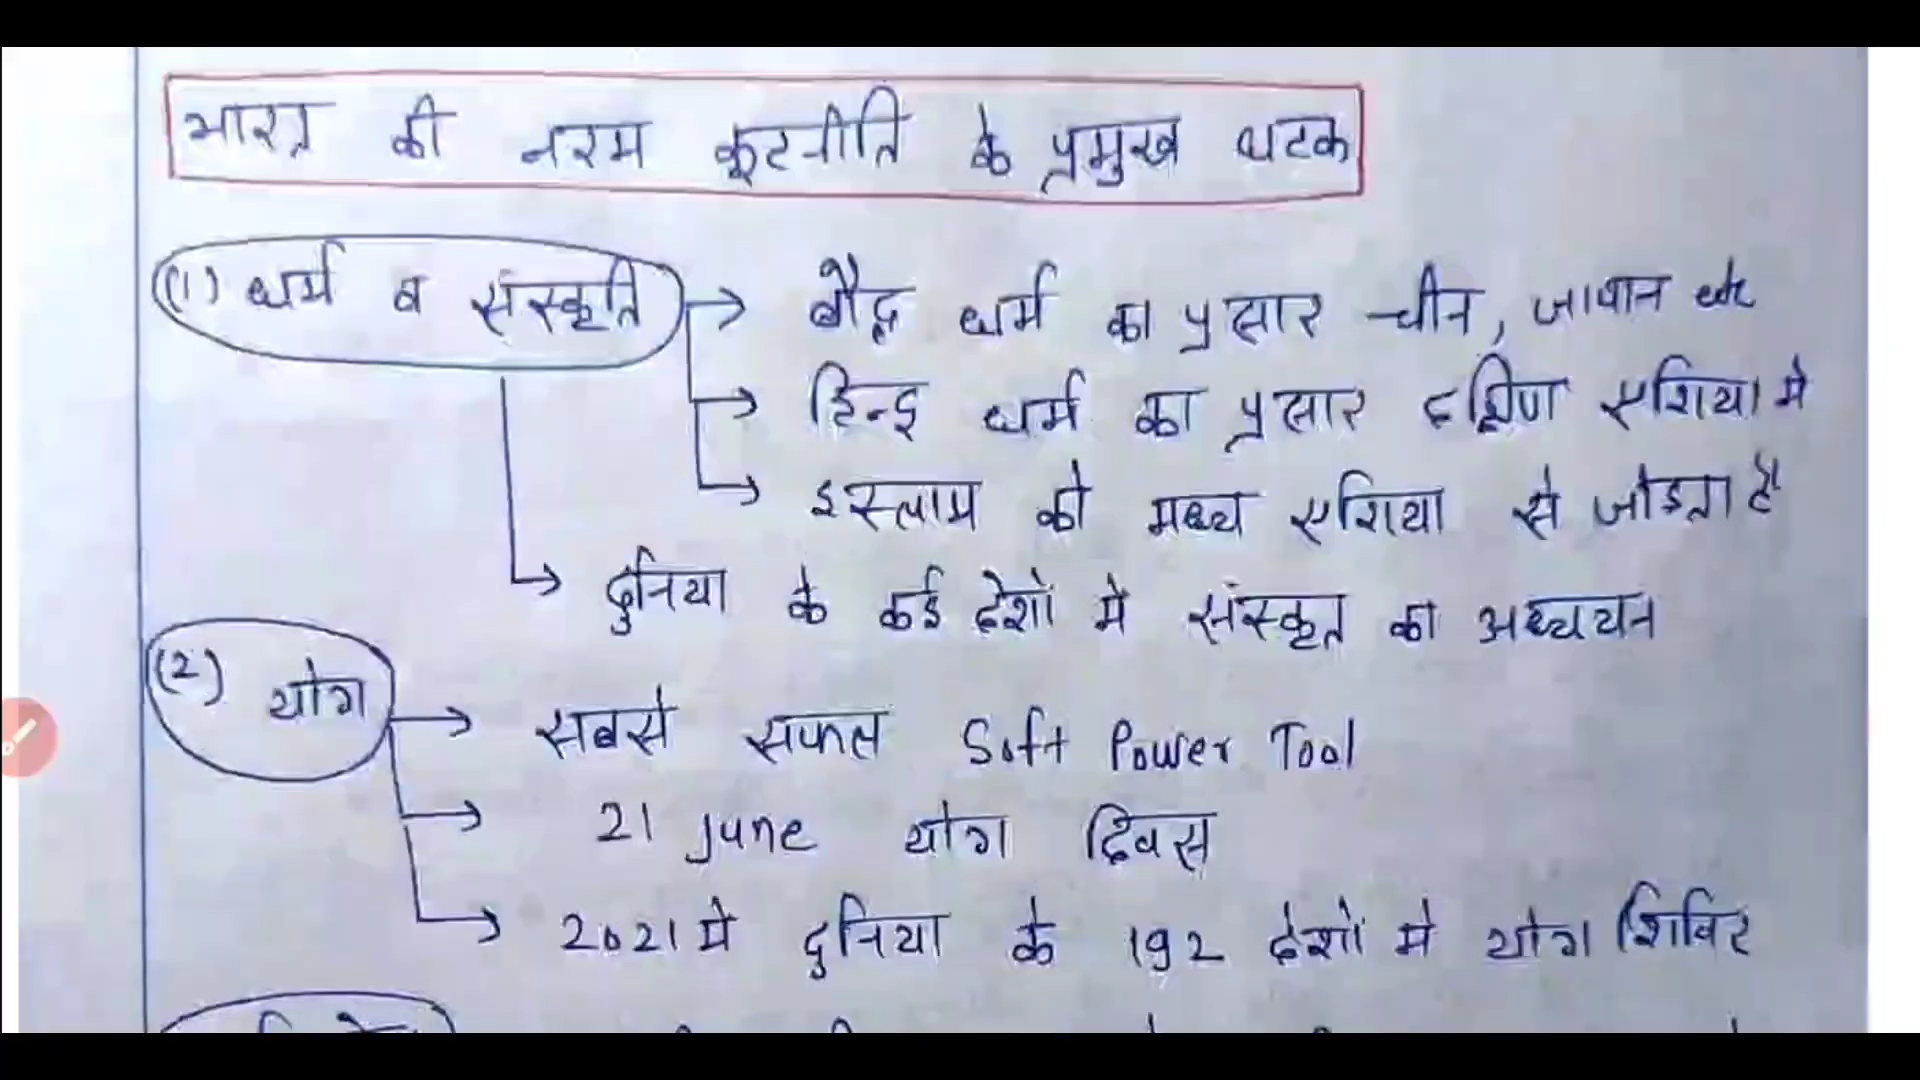 भारत की नरम कूटनीति के प्रमुख घटक
(1) धर्म व संस्कृति → बौद्ध धर्म का प्रसार चीन, जापान etc
→ हिन्दु धर्म का प्रसार दक्षिण एशिया मे
→ इस्लाम को मध्य एशिया से जोडता है
→ दुनिया के कई देशों मे संस्कृत का अध्ययन
(2) योग → सबसे सफल Soft Power Tool
→ 21 June योग दिवस
→ 2021 मे दुनिया के 192 देशों मे योग शिविर